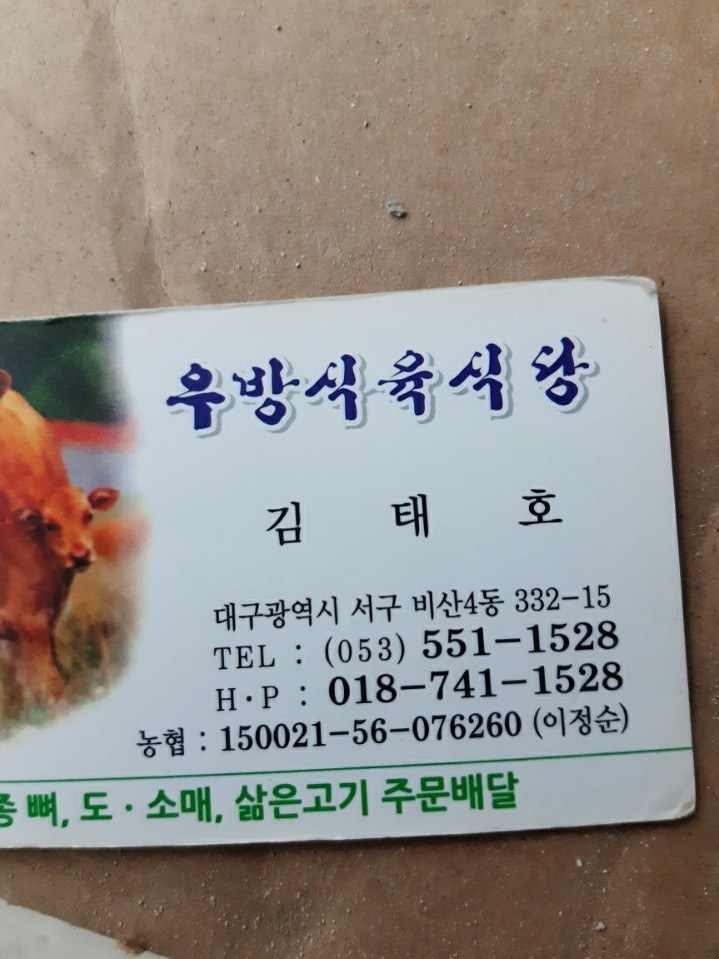 우방식육식당
김 태 호
대구광역시 서구 비산4동 332-15
TEL : (053) 551-1528
H·P : 018-741-1528
농협 : 150021-56-076260 (이정순)
종 뼈, 도·소매, 삶은고기 주문배달